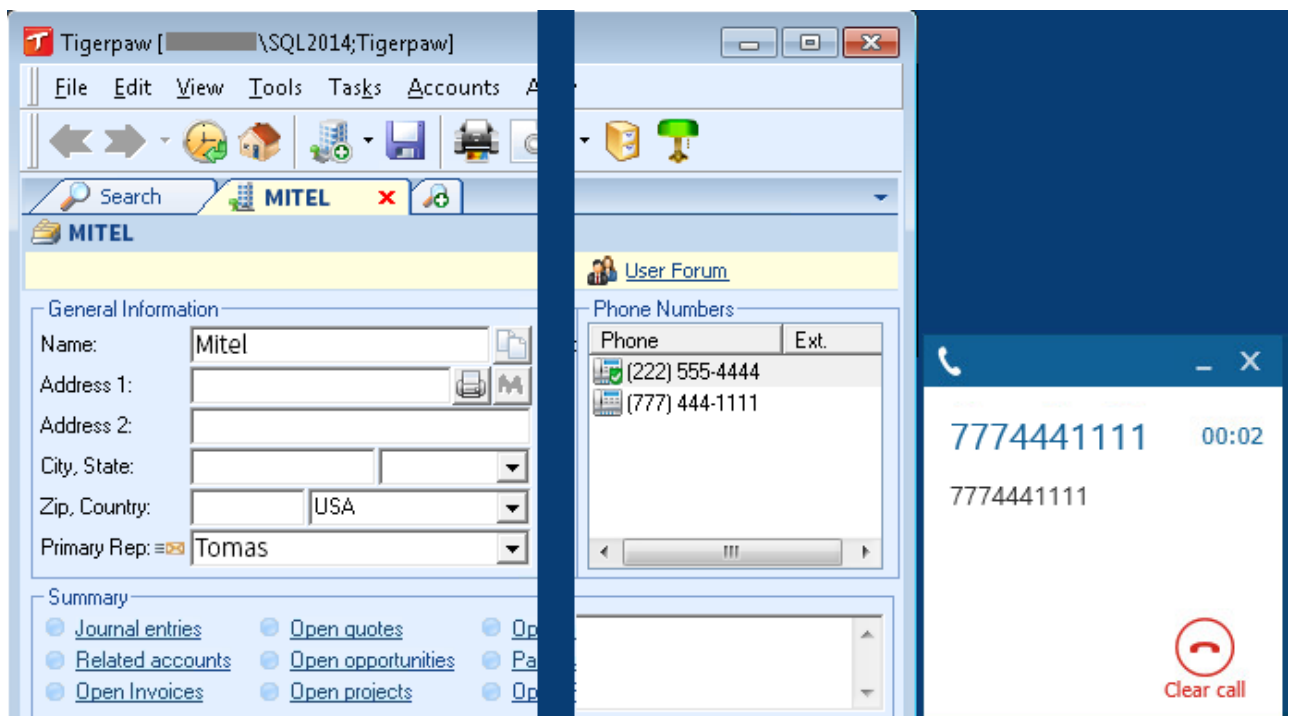 Tigerpaw [ \SQL2014;Tigerpaw]
File Edit View Tools Tasks Accounts
Search MITEL
MITEL
User Forum
General Information
Name: Mitel
Address 1:
Address 2:
City, State:
Zip, Country: USA
Primary Rep: Tomas
Phone Numbers
Phone Ext.
(222) 555-4444
(777) 444-1111
Summary
Journal entries Open quotes Op
Related accounts Open opportunities Pa
Open Invoices Open projects Op
7774441111 00:02
7774441111
Clear call